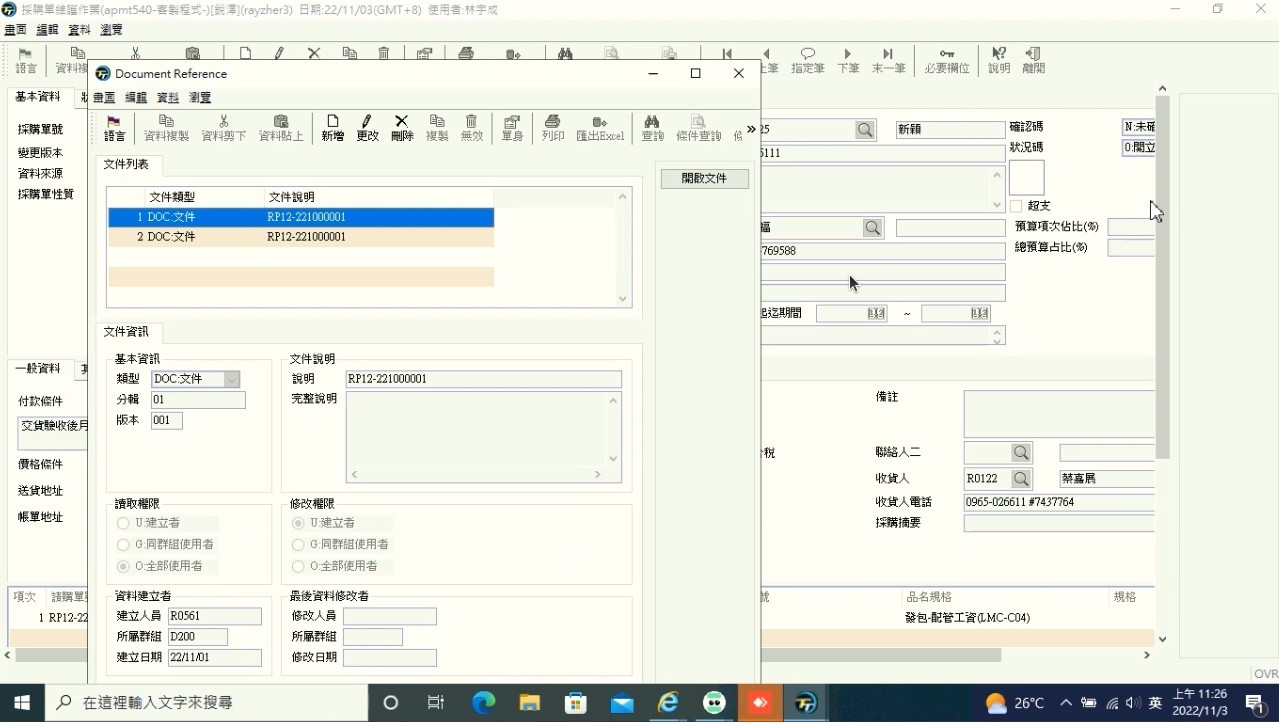 採購單維護作業(apmt540-客製程式-)[銳澤](rayzher3) 日期:22/11/03(GMT+8) 使用者:林宇威
畫面 編輯 資料 瀏覽
語言
上筆 指定筆 下筆 末一筆 必要欄位 說明 離開
Document Reference
畫面 編輯 資料 瀏覽
語言 資料複製 資料剪下 資料貼上 新增 更改 刪除 複製 無效 單身 列印 匯出Excel 查詢 條件查詢 »
基本資料
採購單號
變更版本
資料來源
採購單性質
文件列表
文件類型 文件說明
1 DOC:文件 RP12-221000001
2 DOC:文件 RP12-221000001
開啟文件
25 新穎 確認碼 N:未確
5111 狀況碼 0:開立
超支
福 預算項次佔比(%)
769588 總預算占比(%)
起迄期間 ~
文件資訊
基本資訊
類型 DOC:文件
分輯 01
版本 001
文件說明
說明 RP12-221000001
完整說明
讀取權限
U:建立者
G:同群組使用者
O:全部使用者
修改權限
U:建立者
G:同群組使用者
O:全部使用者
資料建立者
建立人員 R0561
所屬群組 D200
建立日期 22/11/01
最後資料修改者
修改人員
所屬群組
修改日期
一般資料
付款條件
交貨驗收後月
價格條件
送貨地址
帳單地址
備註
聯絡人二
收貨人 R0122 禁嘉展
收貨人電話 0965-026611 #7437764
採購摘要
項次 請購單 號 品名規格 規格
1 RP12-22 發包-配管工資(LMC-C04)
OVR
在這裡輸入文字來搜尋
26°C 英 上午 11:26
2022/11/3 1